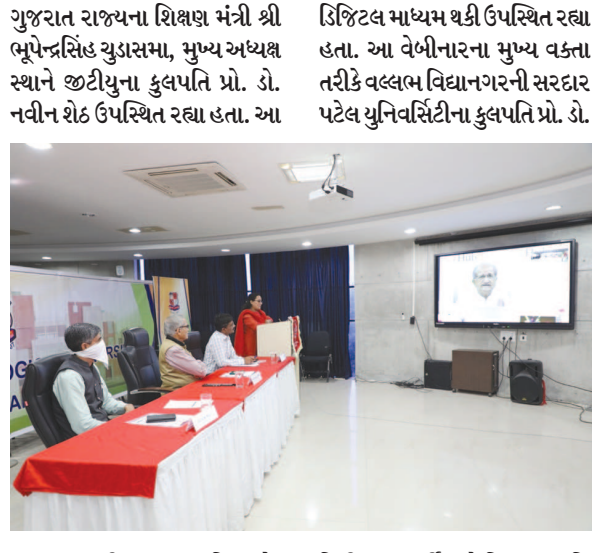 ગુજરાત રાજ્યના શિક્ષણ મંત્રી શ્રી
ભૂપેન્દ્રસિંહ ચુડાસમા, મુખ્ય અધ્યક્ષ
સ્થાને જીટીયુના કુલપતિ પ્રો. ડો.
નવીન શેઠ ઉપસ્થિત રહ્યા હતા. આ
ડિજિટલ માધ્યમ થકી ઉપસ્થિત રહ્યા
હતા. આ વેબીનારના મુખ્ય વક્તા
તરીકે વલ્લભ વિદ્યાનગરની સરદાર
પટેલ યુનિવર્સિટીના કુલપતિ પ્રો. ડો.